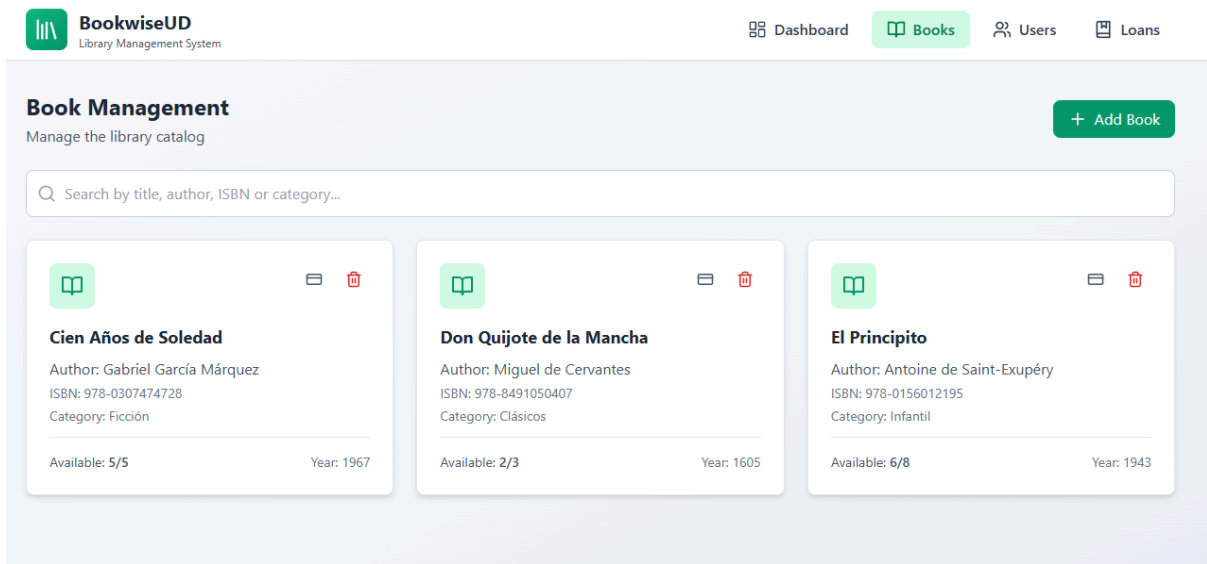 BookwiseUD
Library Management System
Dashboard
Books
Users
Loans
Book Management
Manage the library catalog
+ Add Book
Search by title, author, ISBN or category...
Cien Años de Soledad
Author: Gabriel García Márquez
ISBN: 978-0307474728
Category: Ficción
Available: 5/5
Year: 1967
Don Quijote de la Mancha
Author: Miguel de Cervantes
ISBN: 978-8491050407
Category: Clásicos
Available: 2/3
Year: 1605
El Principito
Author: Antoine de Saint-Exupéry
ISBN: 978-0156012195
Category: Infantil
Available: 6/8
Year: 1943